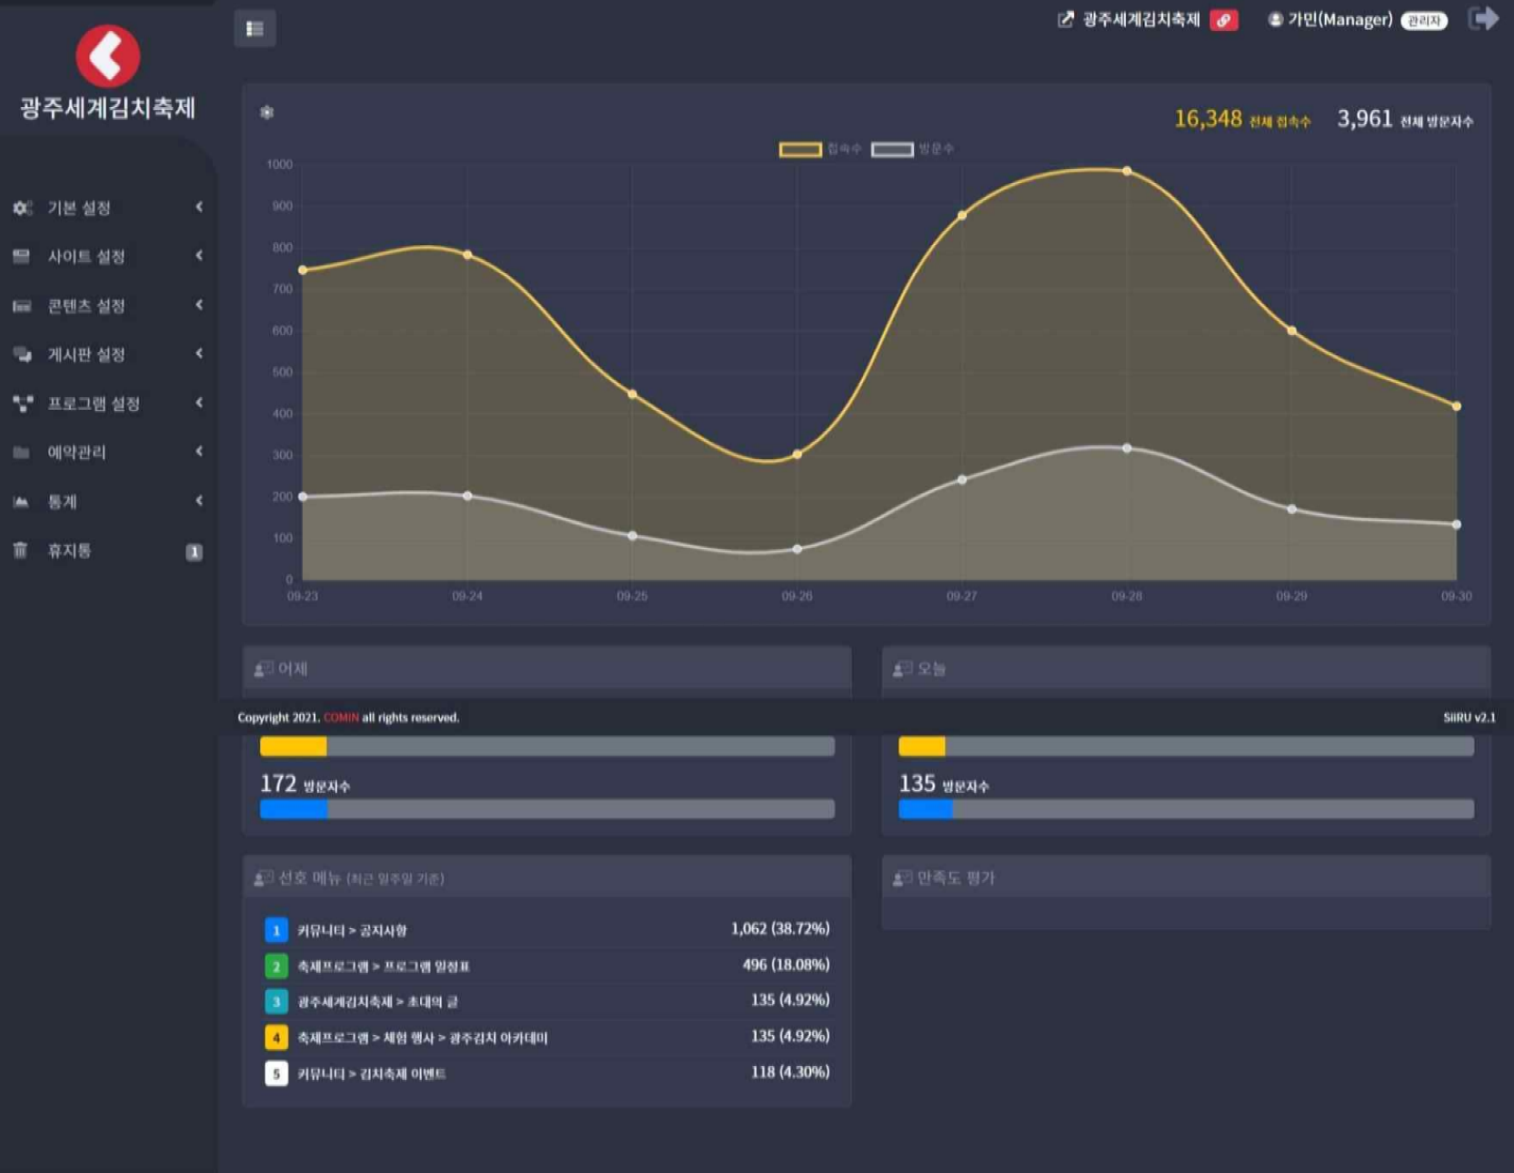 광주세계김치축제
기본 설정
사이트 설정
콘텐츠 설정
게시판 설정
프로그램 설정
예약관리
통계
휴지통 1
광주세계김치축제 가민(Manager) 관리자
16,348 전체 접속수 3,961 전체 방문자수
접속수 방문수
1000
900
800
700
600
500
400
300
200
100
0
09-23 09-24 09-25 09-26 09-27 09-28 09-29 09-30
어제
오늘
Copyright 2021. COMIN all rights reserved. SiiRU v2.1
172 방문자수
135 방문자수
선호 메뉴 (최근 일주일 기준)
1 커뮤니티 > 공지사항 1,062 (38.72%)
2 축제프로그램 > 프로그램 일정표 496 (18.08%)
3 광주세계김치축제 > 초대의 글 135 (4.92%)
4 축제프로그램 > 체험 행사 > 광주김치 아카데미 135 (4.92%)
5 커뮤니티 > 김치축제 이벤트 118 (4.30%)
만족도 평가